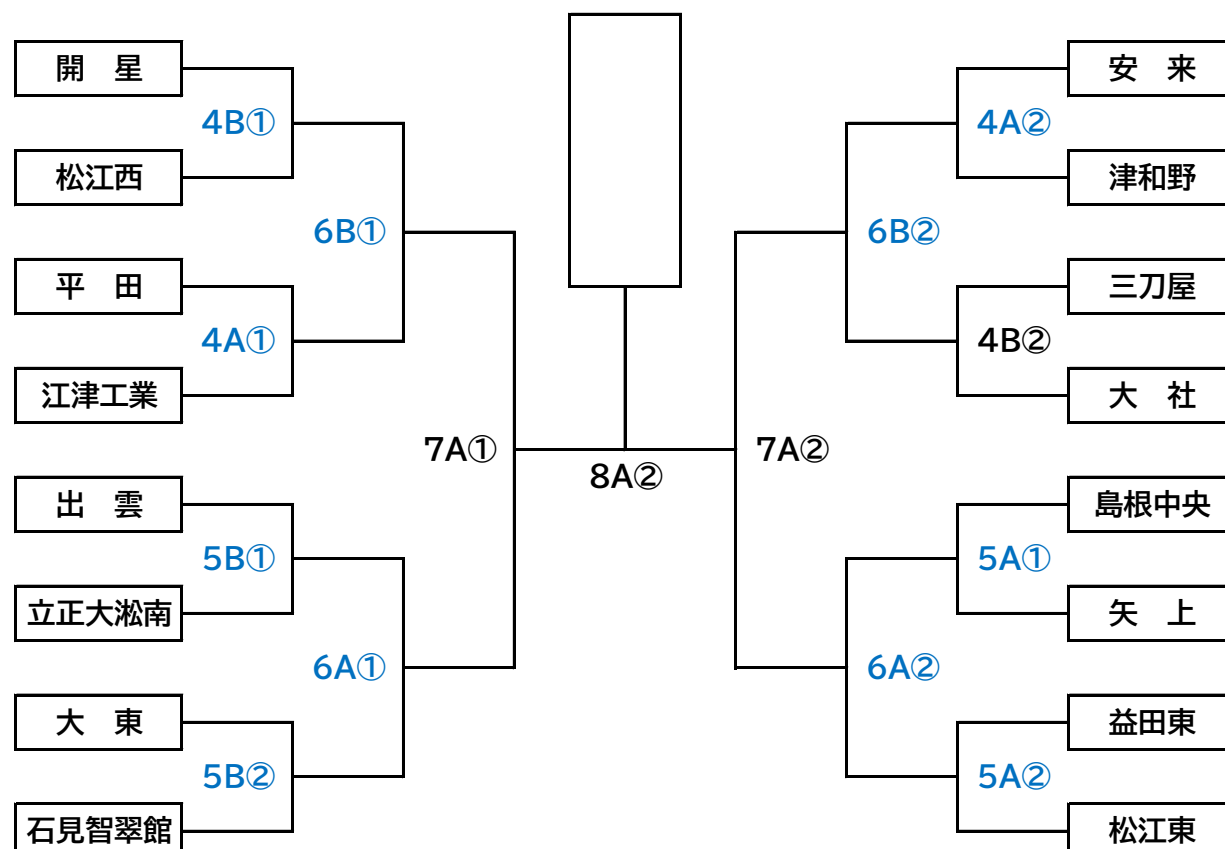 開　星
4B①
松江西
6B①
平　田
4A①
江津工業
7A①
出　雲
5B①
立正大淞南
6A①
大　東
5B②
石見智翠館
8A②
安　来
4A②
津和野
6B②
三刀屋
4B②
大　社
7A②
島根中央
5A①
矢　上
6A②
益田東
5A②
松江東